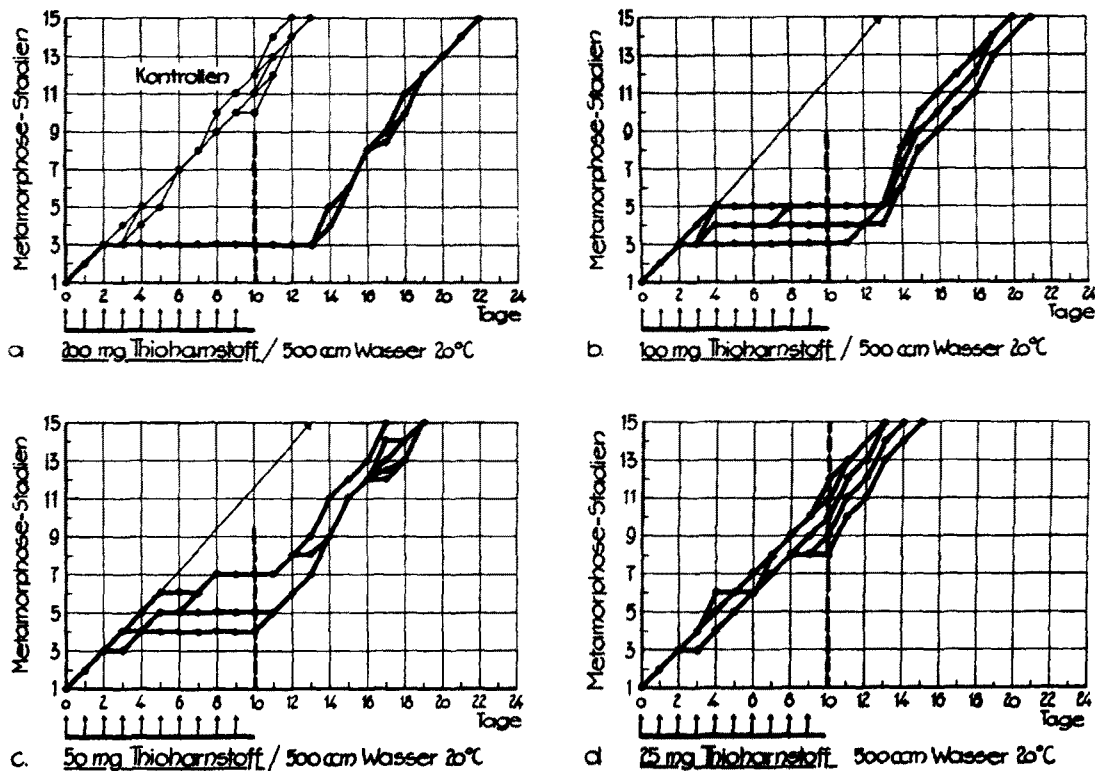 15
13
11
9
7
5
3
1
Metamorphose-Stadien
Kontrollen
0 2 4 6 8 10 12 14 16 18 20 22 24
Tage
a. 200 mg Thioharnstoff / 500 ccm Wasser 20°C
15
13
11
9
7
5
3
1
Metamorphose-Stadien
0 2 4 6 8 10 12 14 16 18 20 22 24
Tage
b. 100 mg Thioharnstoff / 500 ccm Wasser 20°C
15
13
11
9
7
5
3
1
Metamorphose-Stadien
0 2 4 6 8 10 12 14 16 18 20 22 24
Tage
c. 50 mg Thioharnstoff / 500 ccm Wasser 20°C
15
13
11
9
7
5
3
1
Metamorphose-Stadien
0 2 4 6 8 10 12 14 16 18 20 22 24
Tage
d. 25 mg Thioharnstoff 500 ccm Wasser 20°C